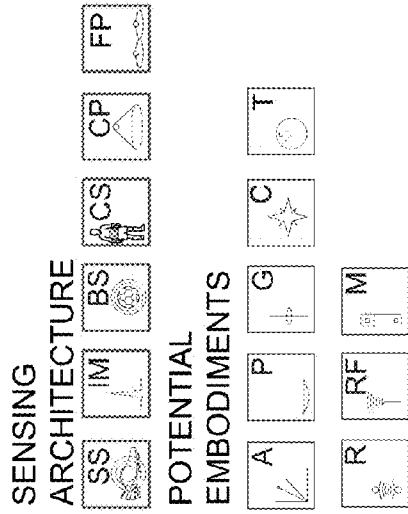 SENSING
ARCHITECTURE
SS IM BS CS CP FP
POTENTIAL
EMBODIMENTS
A P G C T
R RF M